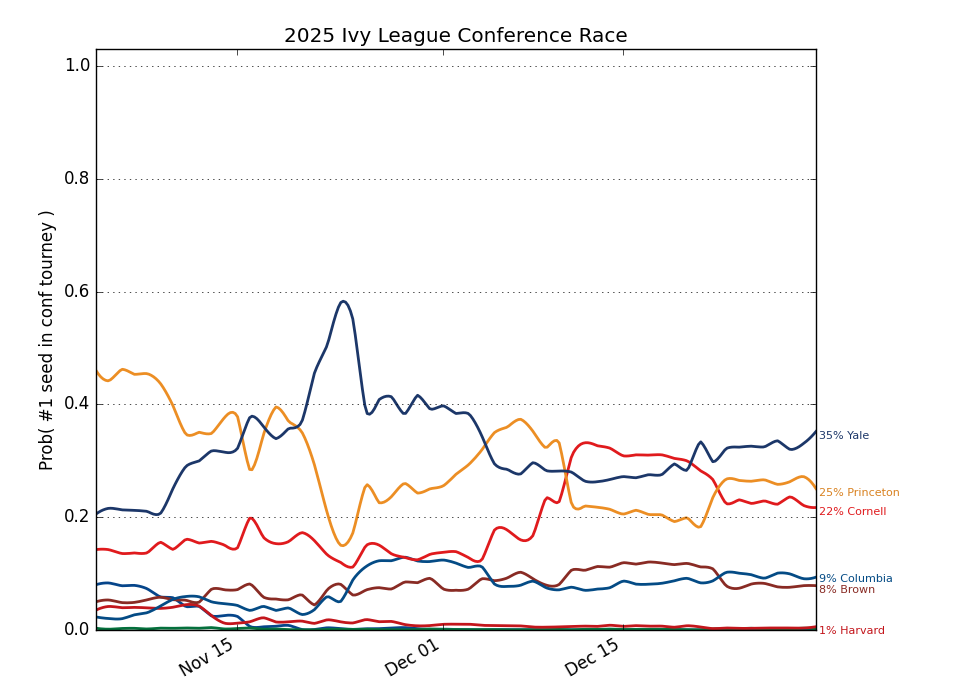 2025 Ivy League Conference Race
Prob( #1 seed in conf tourney )
1.0
0.8
0.6
0.4
0.2
0.0
Nov 15
Dec 01
Dec 15
35% Yale
25% Princeton
22% Cornell
9% Columbia
8% Brown
1% Harvard